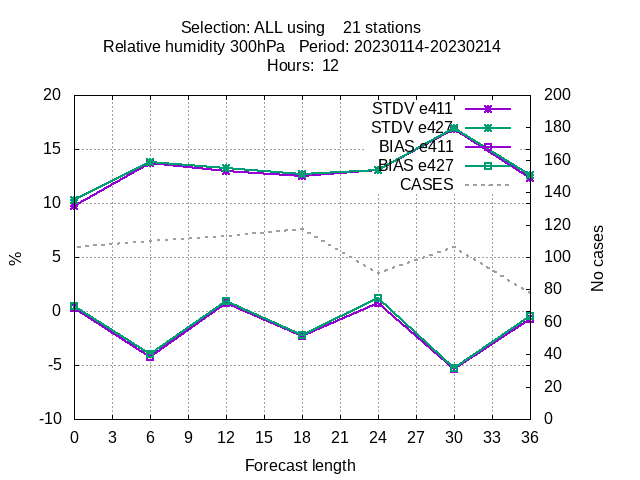 Selection: ALL using    21 stations
Relative humidity 300hPa   Period: 20230114-20230214
Hours:  12
STDV e411
STDV e427
BIAS e411
BIAS e427
CASES
20
15
10
5
0
-5
-10
%
200
180
160
140
120
100
80
60
40
20
0
No cases
0 3 6 9 12 15 18 21 24 27 30 33 36
Forecast length